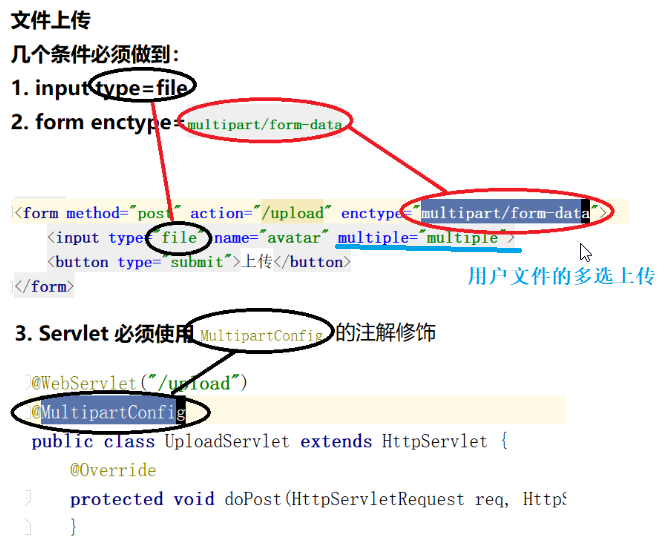 文件上传
几个条件必须做到：
1. input type=file
2. form enctype=multipart/form-data
<form method="post" action="/upload" enctype="multipart/form-data">
<input type="file" name="avatar" multiple="multiple">
<button type="submit">上传</button>
用户文件的多选上传
</form>
3. Servlet 必须使用 MultipartConfig 的注解修饰
@WebServlet("/upload")
@MultipartConfig
public class UploadServlet extends HttpServlet {
@Override
protected void doPost(HttpServletRequest req, HttpS
}